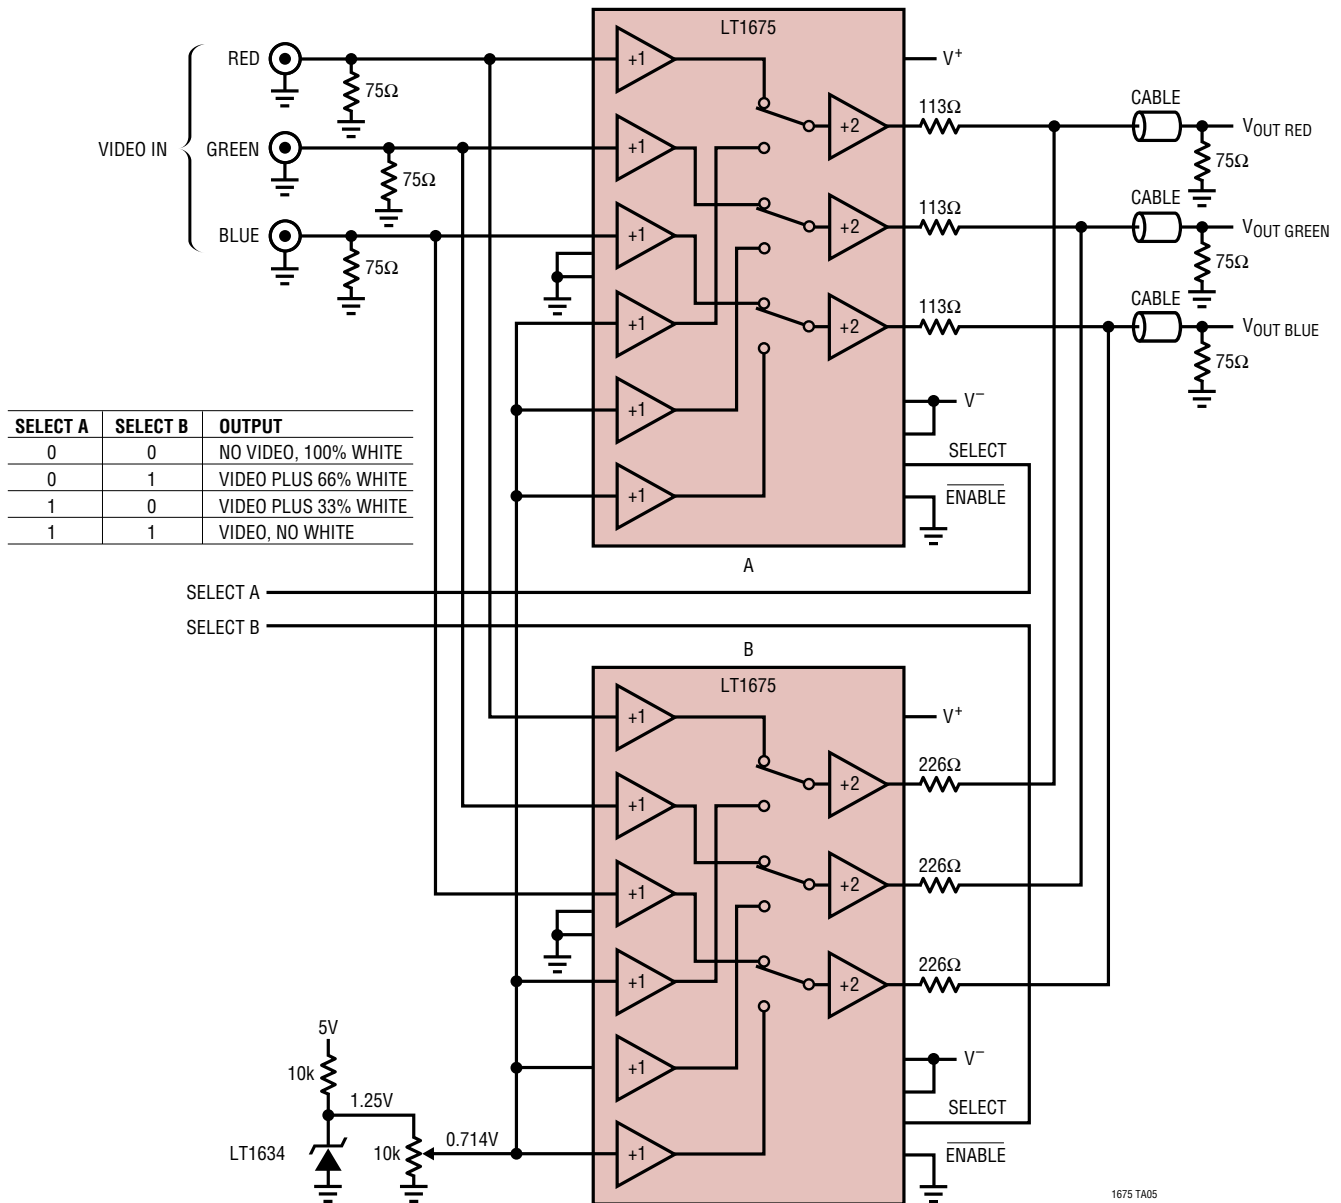 LT1675
RED
+1
V+
75Ω
113Ω
CABLE
+2
VOUT RED
VIDEO IN
GREEN
+1
75Ω
75Ω
CABLE
113Ω
+2
VOUT GREEN
BLUE
+1
75Ω
75Ω
CABLE
113Ω
+1
+2
VOUT BLUE
75Ω
+1
V−
SELECT A SELECT B OUTPUT
0 0 NO VIDEO, 100% WHITE
0 1 VIDEO PLUS 66% WHITE
1 0 VIDEO PLUS 33% WHITE
1 1 VIDEO, NO WHITE
SELECT
+1
ENABLE
A
SELECT A
SELECT B
B
LT1675
+1
V+
226Ω
+2
+1
226Ω
+2
+1
226Ω
+1
+2
5V
10k
1.25V
+1
V−
SELECT
LT1634
10k
0.714V
+1
ENABLE
1675 TA05